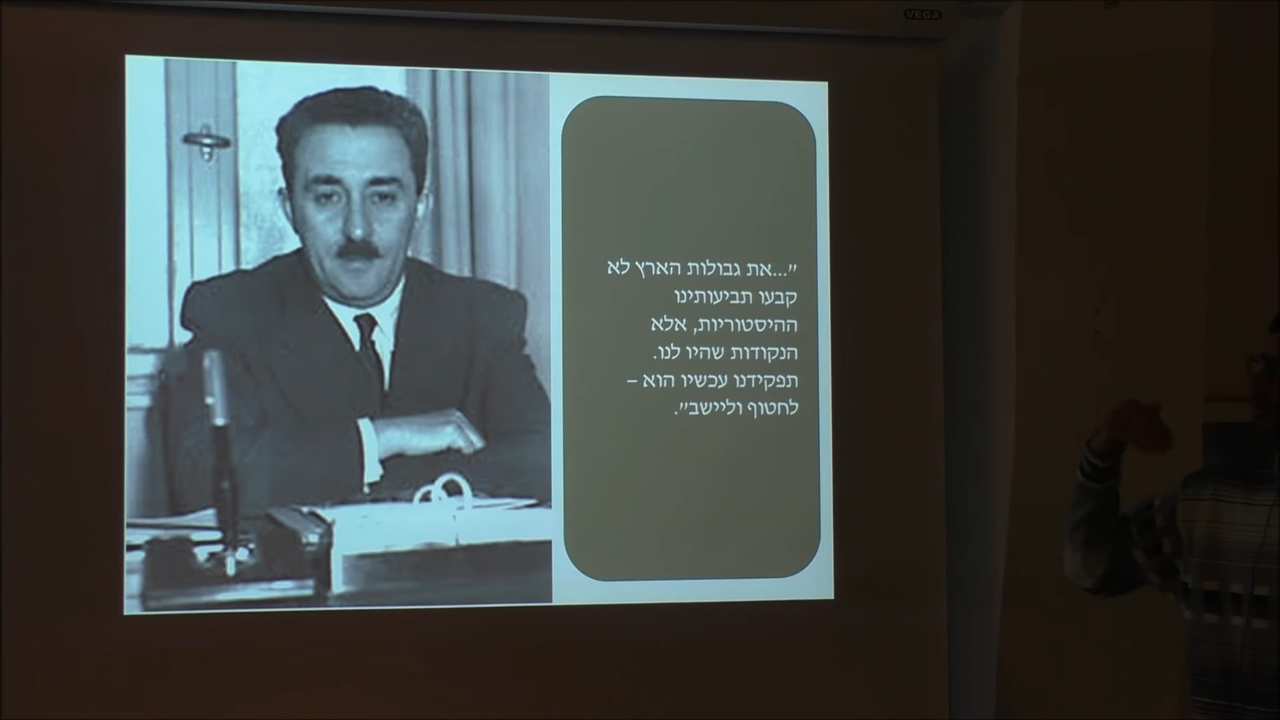 VEGA
"...את גבולות הארץ לא
קבעו תביעותינו
ההיסטוריות, אלא
הנקודות שהיו לנו.
תפקידנו עכשיו הוא –
לחטוף וליישב".